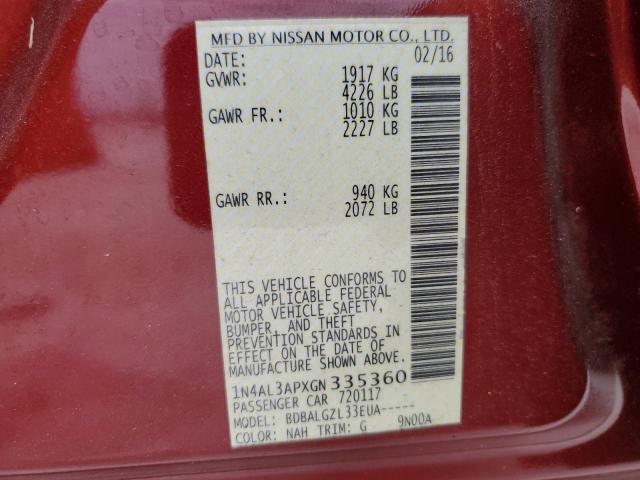 MFD BY NISSAN MOTOR CO., LTD.
DATE: 02/16
GVWR: 1917 KG
4226 LB
GAWR FR.: 1010 KG
2227 LB
GAWR RR.: 940 KG
2072 LB
THIS VEHICLE CONFORMS TO
ALL APPLICABLE FEDERAL
MOTOR VEHICLE SAFETY,
BUMPER, AND THEFT
PREVENTION STANDARDS IN
EFFECT ON THE DATE OF
MANUFACTURE SHOWN ABOVE.
1N4AL3APXGN335360
PASSENGER CAR 720117
MODEL: BDBALGZL33EUA-----
COLOR: NAH TRIM: G 9N00A